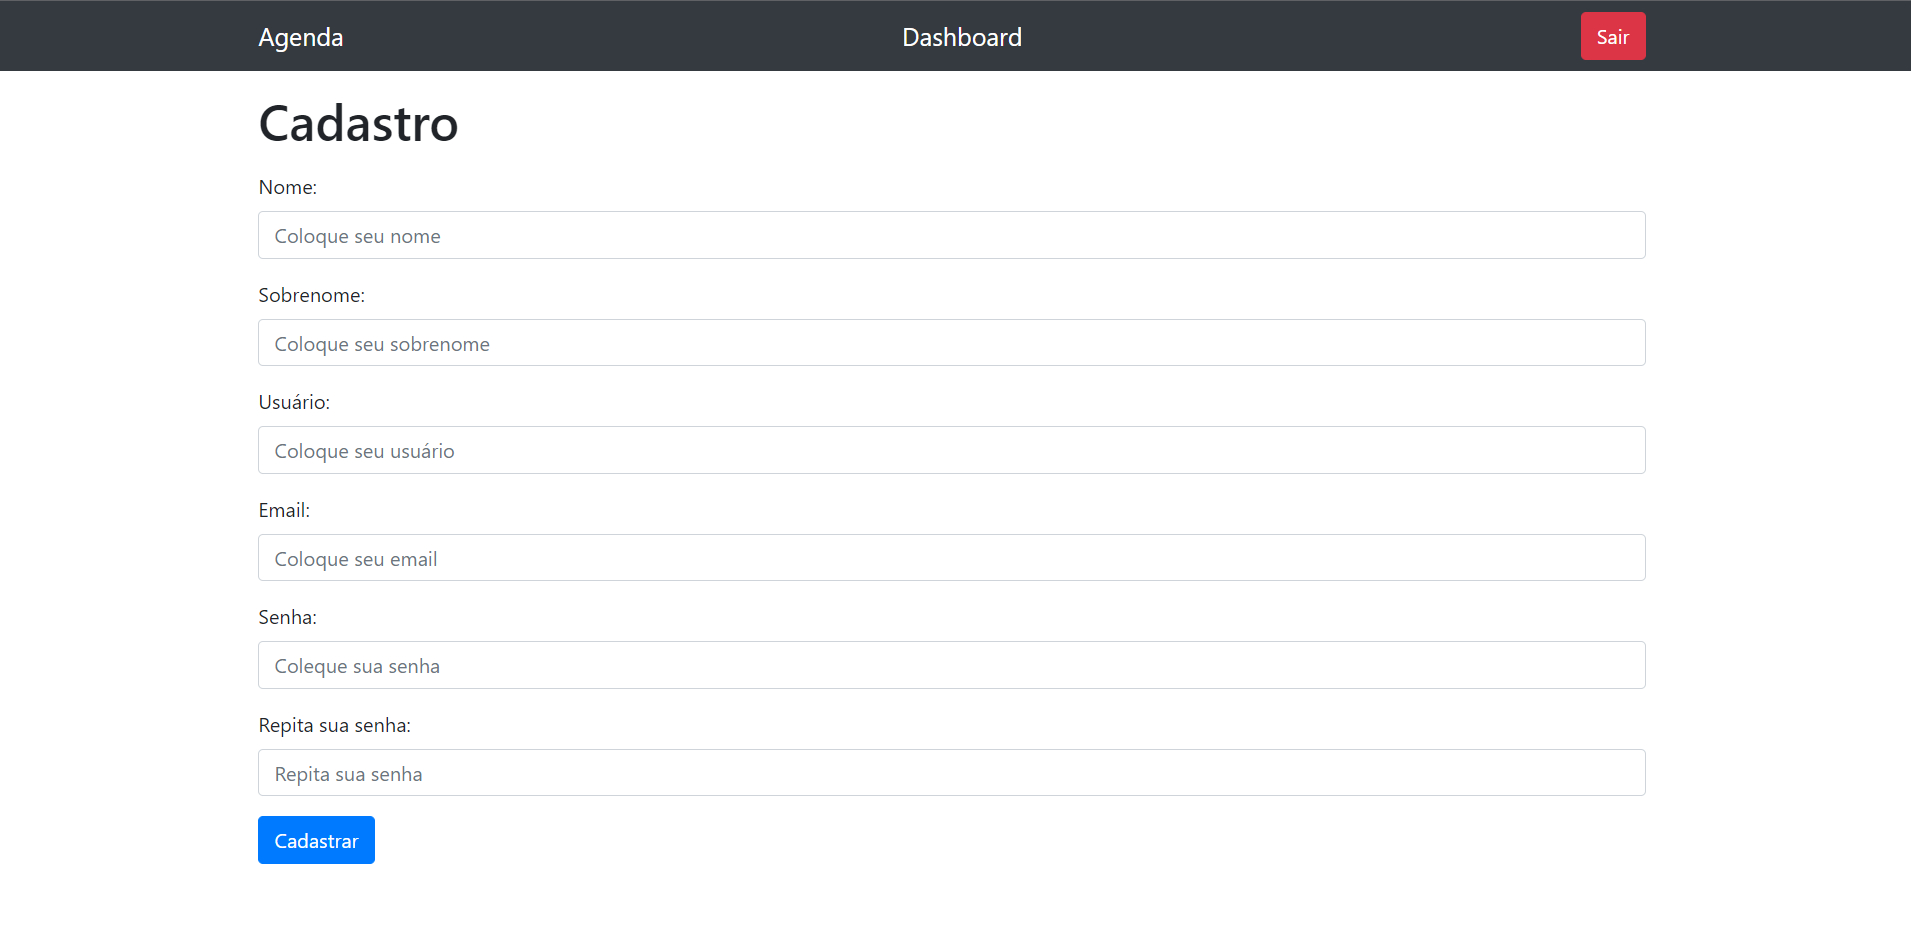 Agenda Dashboard Sair
Cadastro
Nome:
Coloque seu nome
Sobrenome:
Coloque seu sobrenome
Usuário:
Coloque seu usuário
Email:
Coloque seu email
Senha:
Coleque sua senha
Repita sua senha:
Repita sua senha
Cadastrar